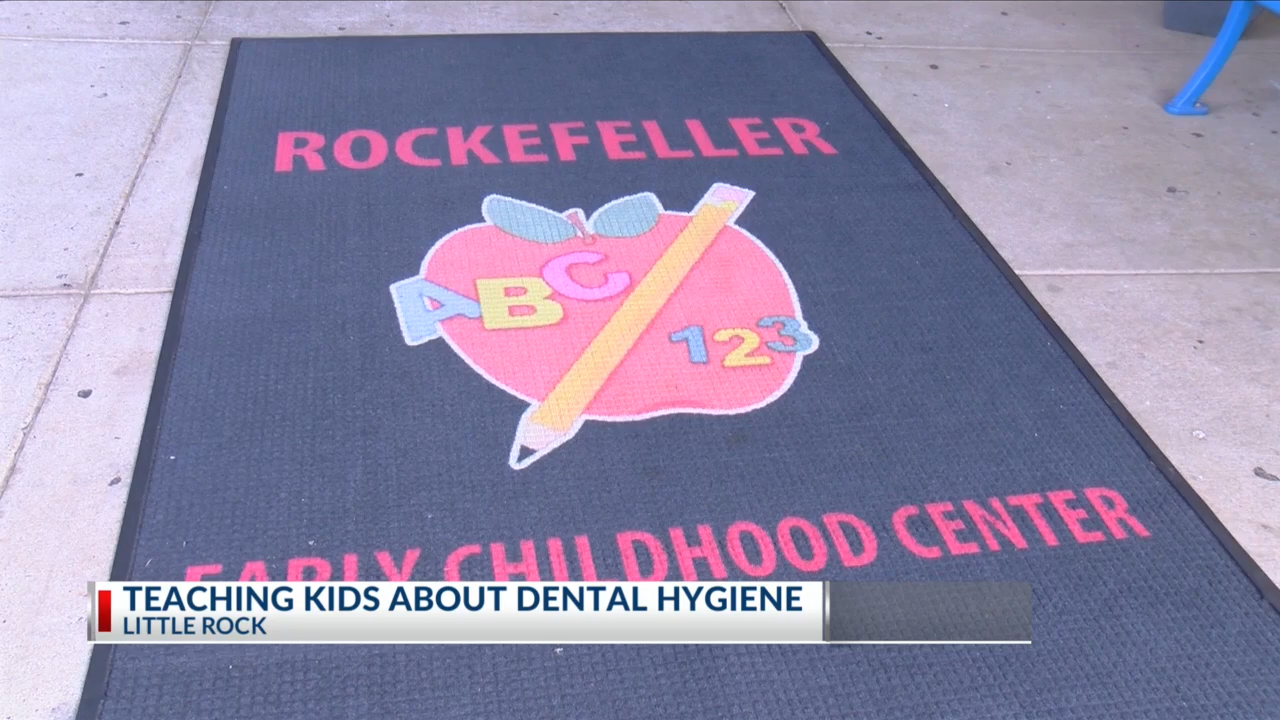 ROCKEFELLER
ABC
123
EARLY CHILDHOOD CENTER
TEACHING KIDS ABOUT DENTAL HYGIENE
LITTLE ROCK